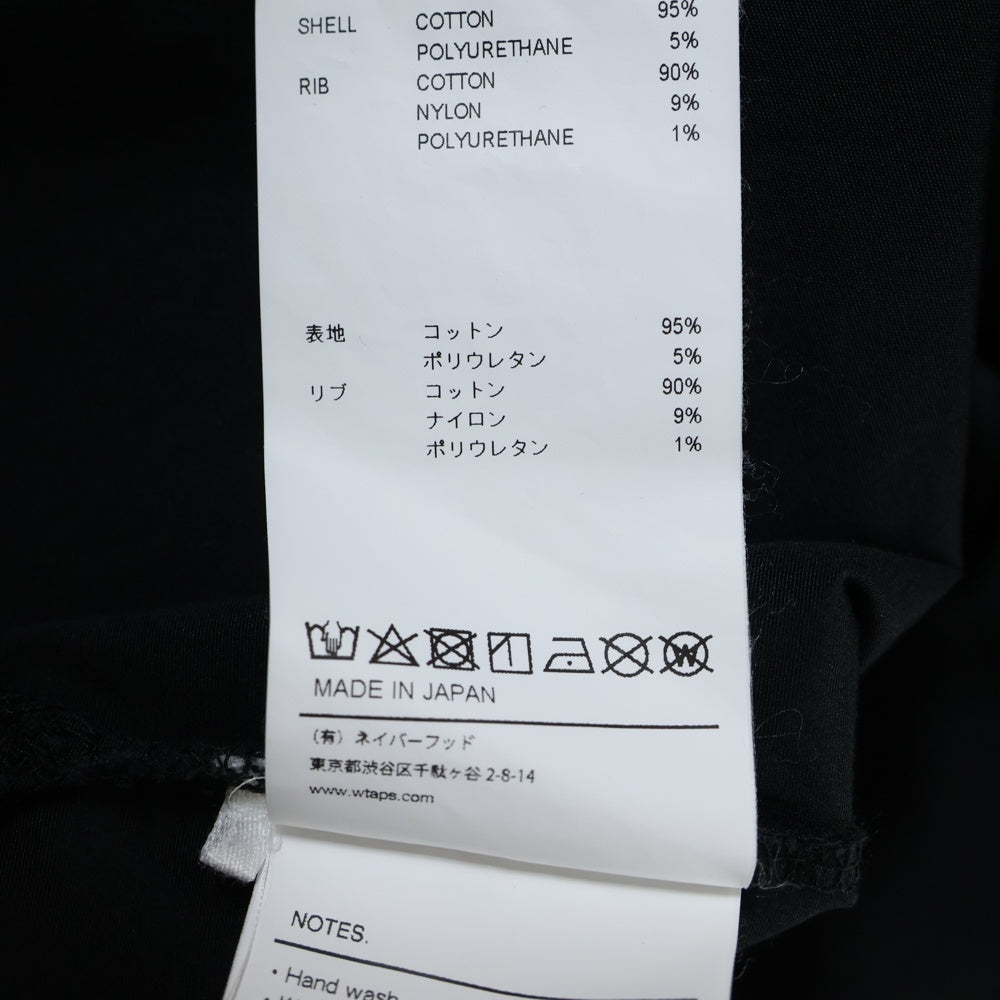 SHELL COTTON 95%
POLYURETHANE 5%
RIB COTTON 90%
NYLON 9%
POLYURETHANE 1%
表地 コットン 95%
ポリウレタン 5%
リブ コットン 90%
ナイロン 9%
ポリウレタン 1%
MADE IN JAPAN
(有) ネイバーフッド
東京都渋谷区千駄ヶ谷 2-8-14
www.wtaps.com
NOTES.
• Hand wash